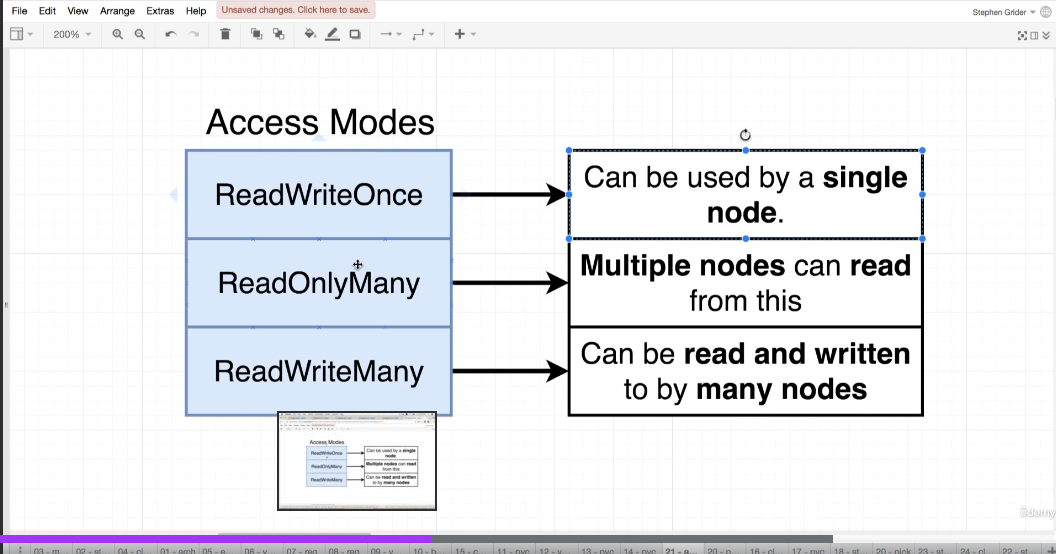 File Edit View Arrange Extras Help Unsaved changes. Click here to save. Stephen Grider
200%
Access Modes
ReadWriteOnce
Can be used by a single
node.
ReadOnlyMany
Multiple nodes can read
from this
ReadWriteMany
Can be read and written
to by many nodes
Access Modes
ReadWriteOnce
Can be used by a single
node.
ReadOnlyMany
Multiple nodes can read
from this
ReadWriteMany
Can be read and written
to by many nodes
ûdemy
03 - m 02 - st 04 - cl 01 - arch 05 - e 06 - v 07 - reg 08 - reg 09 - v 10 - b 15 - c 11 - pvc 12 - v 13 - pvc 14 - pvc 21 - a 20 - p 16 - cl 17 - pvc 18 - st 20 - pick 23 - st 24 - cl 22 - st